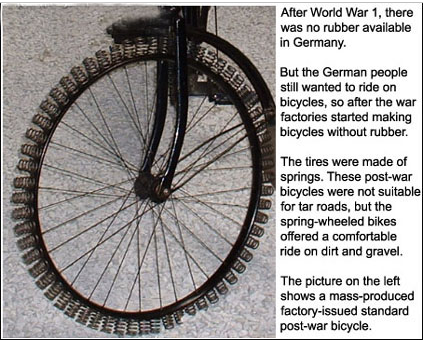 After World War 1, there
was no rubber available
in Germany.
But the German people
still wanted to ride on
bicycles, so after the war
factories started making
bicycles without rubber.
The tires were made of
springs. These post-war
bicycles were not suitable
for tar roads, but the
spring-wheeled bikes
offered a comfortable
ride on dirt and gravel.
The picture on the left
shows a mass-produced
factory-issued standard
post-war bicycle.